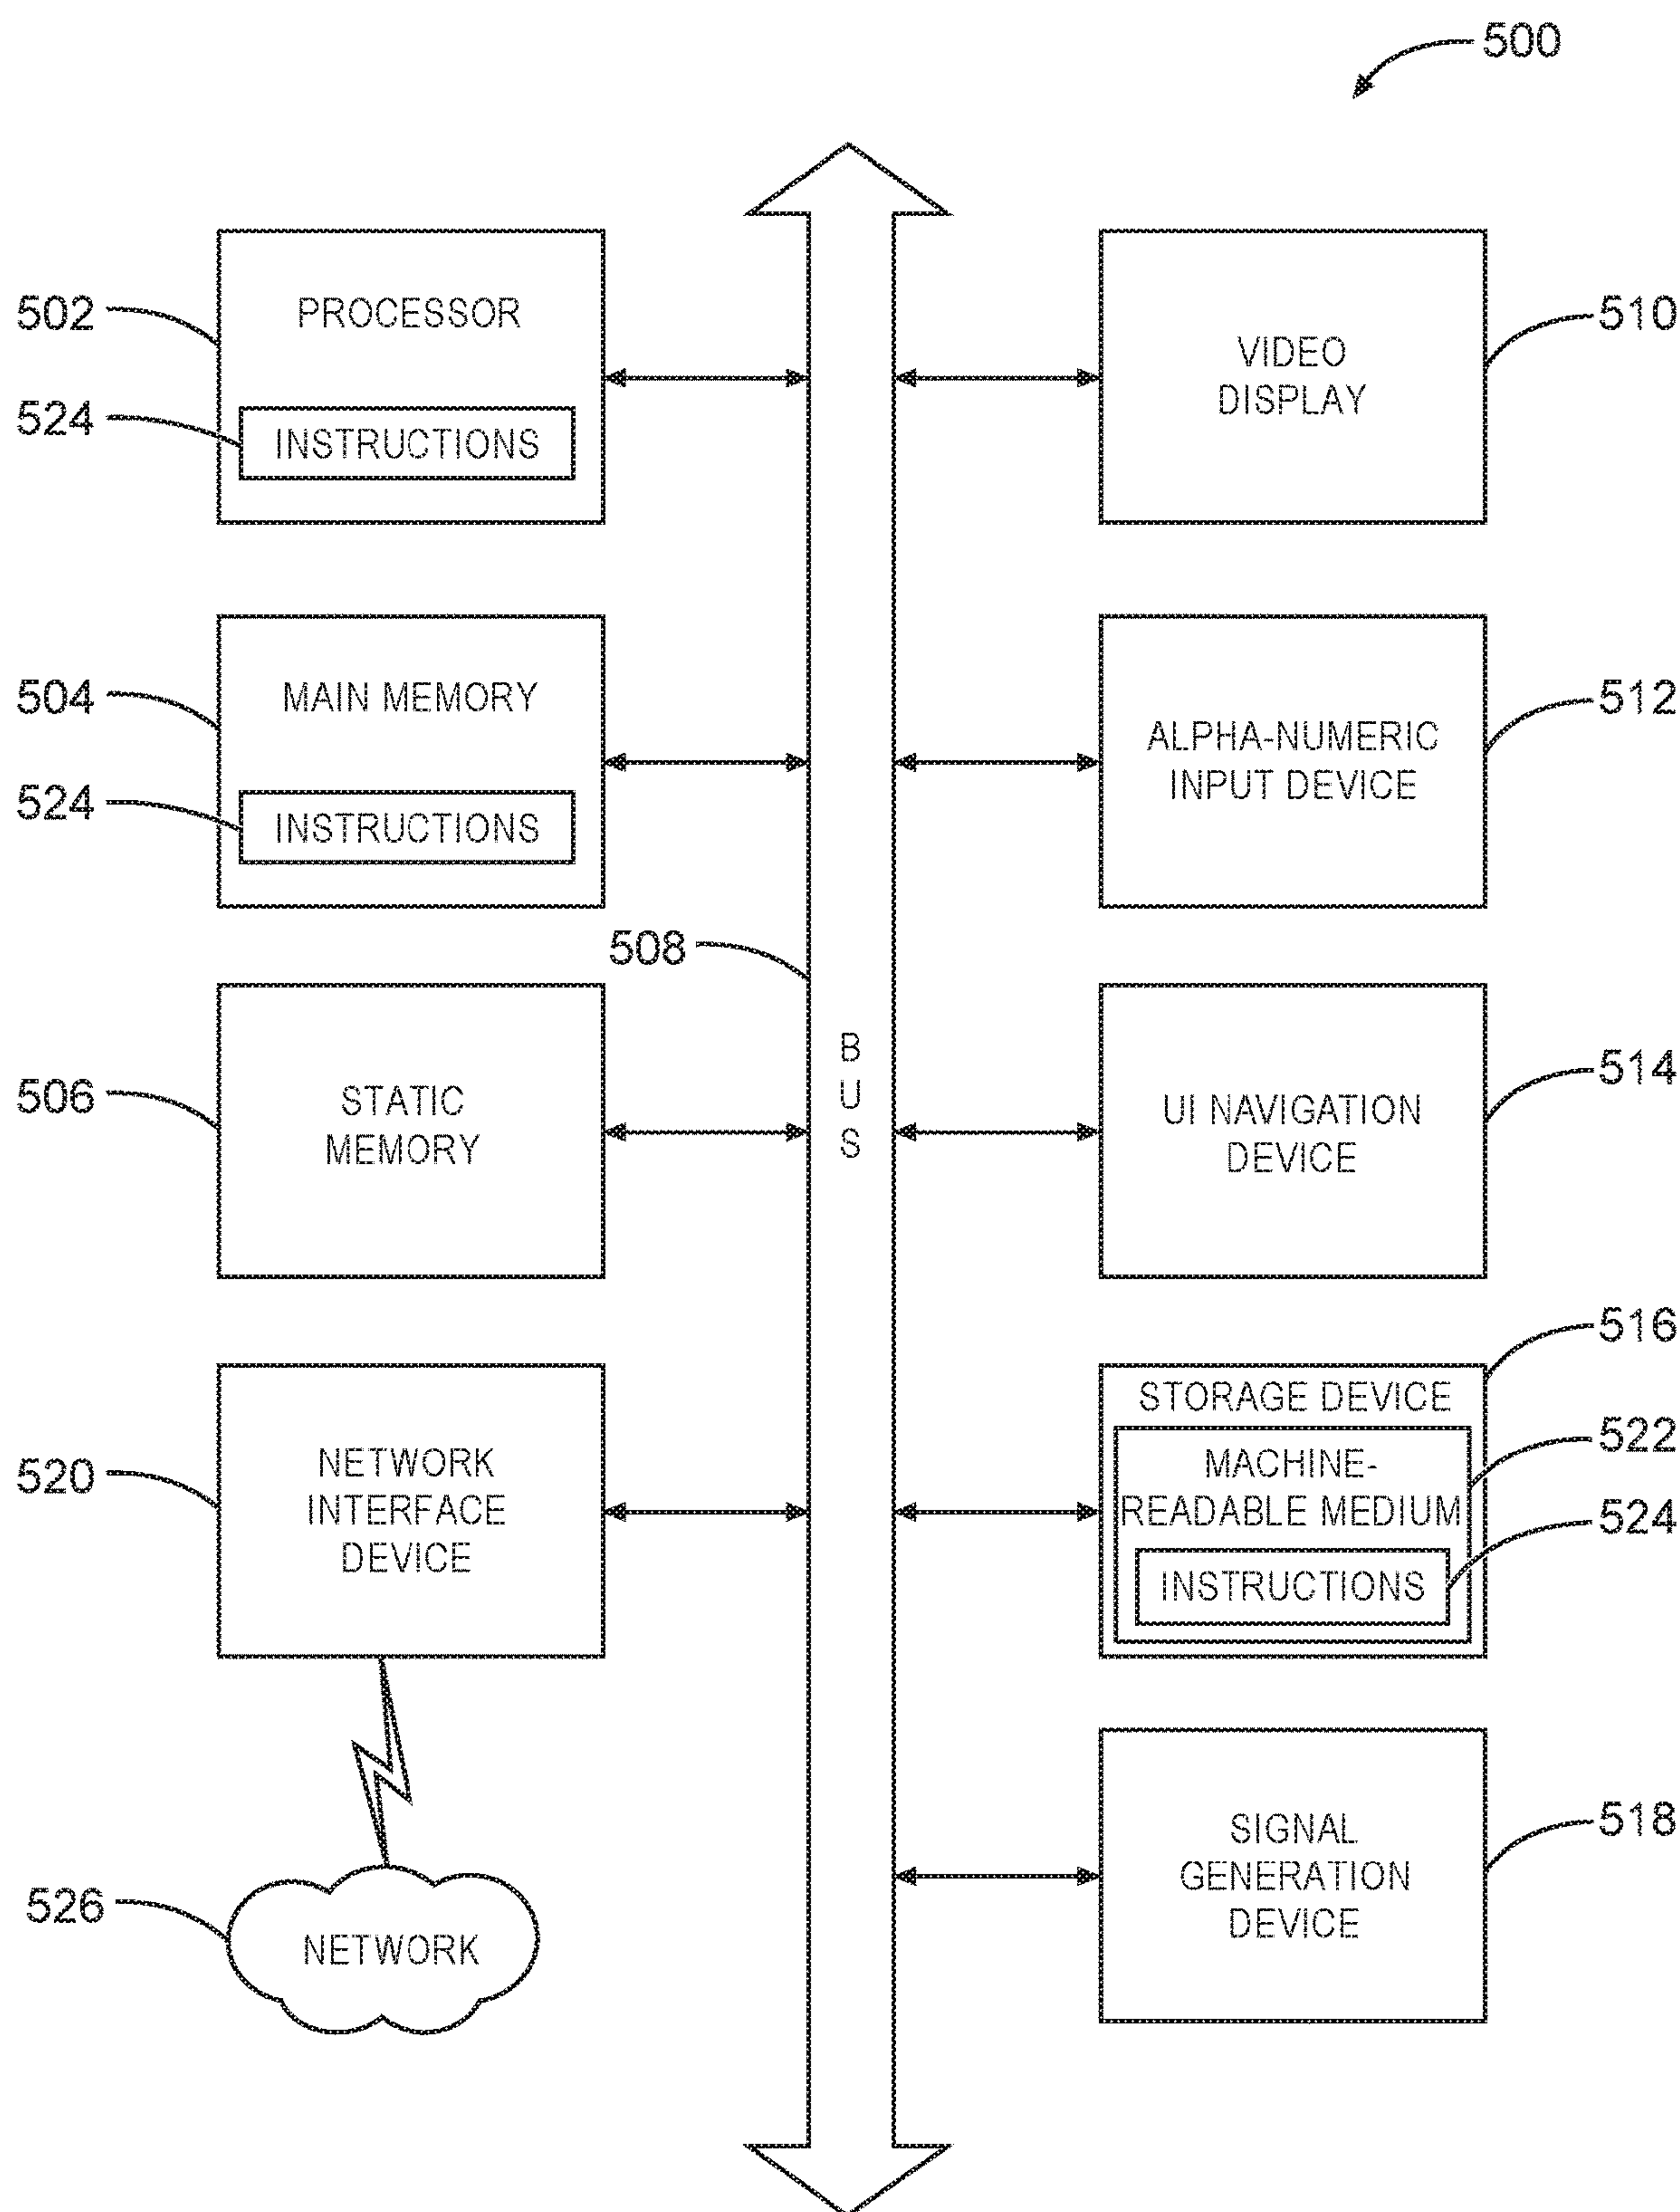 500
502
PROCESSOR
524
INSTRUCTIONS
504
MAIN MEMORY
524
INSTRUCTIONS
506
STATIC
MEMORY
520
NETWORK
INTERFACE
DEVICE
526
NETWORK
508
B
U
S
VIDEO
DISPLAY
510
ALPHA-NUMERIC
INPUT DEVICE
512
UI NAVIGATION
DEVICE
514
516
STORAGE DEVICE
522
MACHINE-
READABLE MEDIUM
524
INSTRUCTIONS
SIGNAL
GENERATION
DEVICE
518